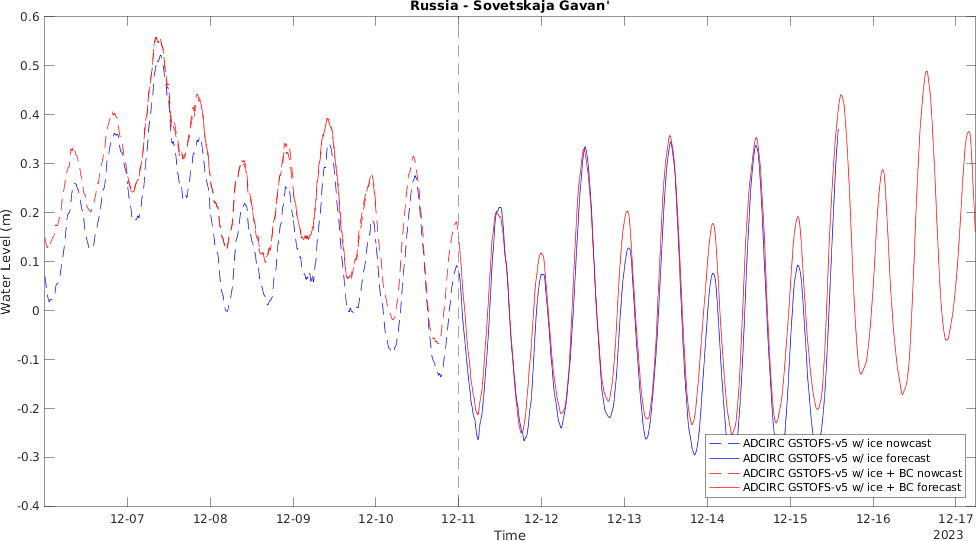 Russia - Sovetskaja Gavan'
0.6
0.5
0.4
0.3
0.2
0.1
0
-0.1
-0.2
-0.3
-0.4
Water Level (m)
ADCIRC GSTOFS-v5 w/ ice nowcast
ADCIRC GSTOFS-v5 w/ ice forecast
ADCIRC GSTOFS-v5 w/ ice + BC nowcast
ADCIRC GSTOFS-v5 w/ ice + BC forecast
12-07 12-08 12-09 12-10 12-11 12-12 12-13 12-14 12-15 12-16 12-17
Time
2023